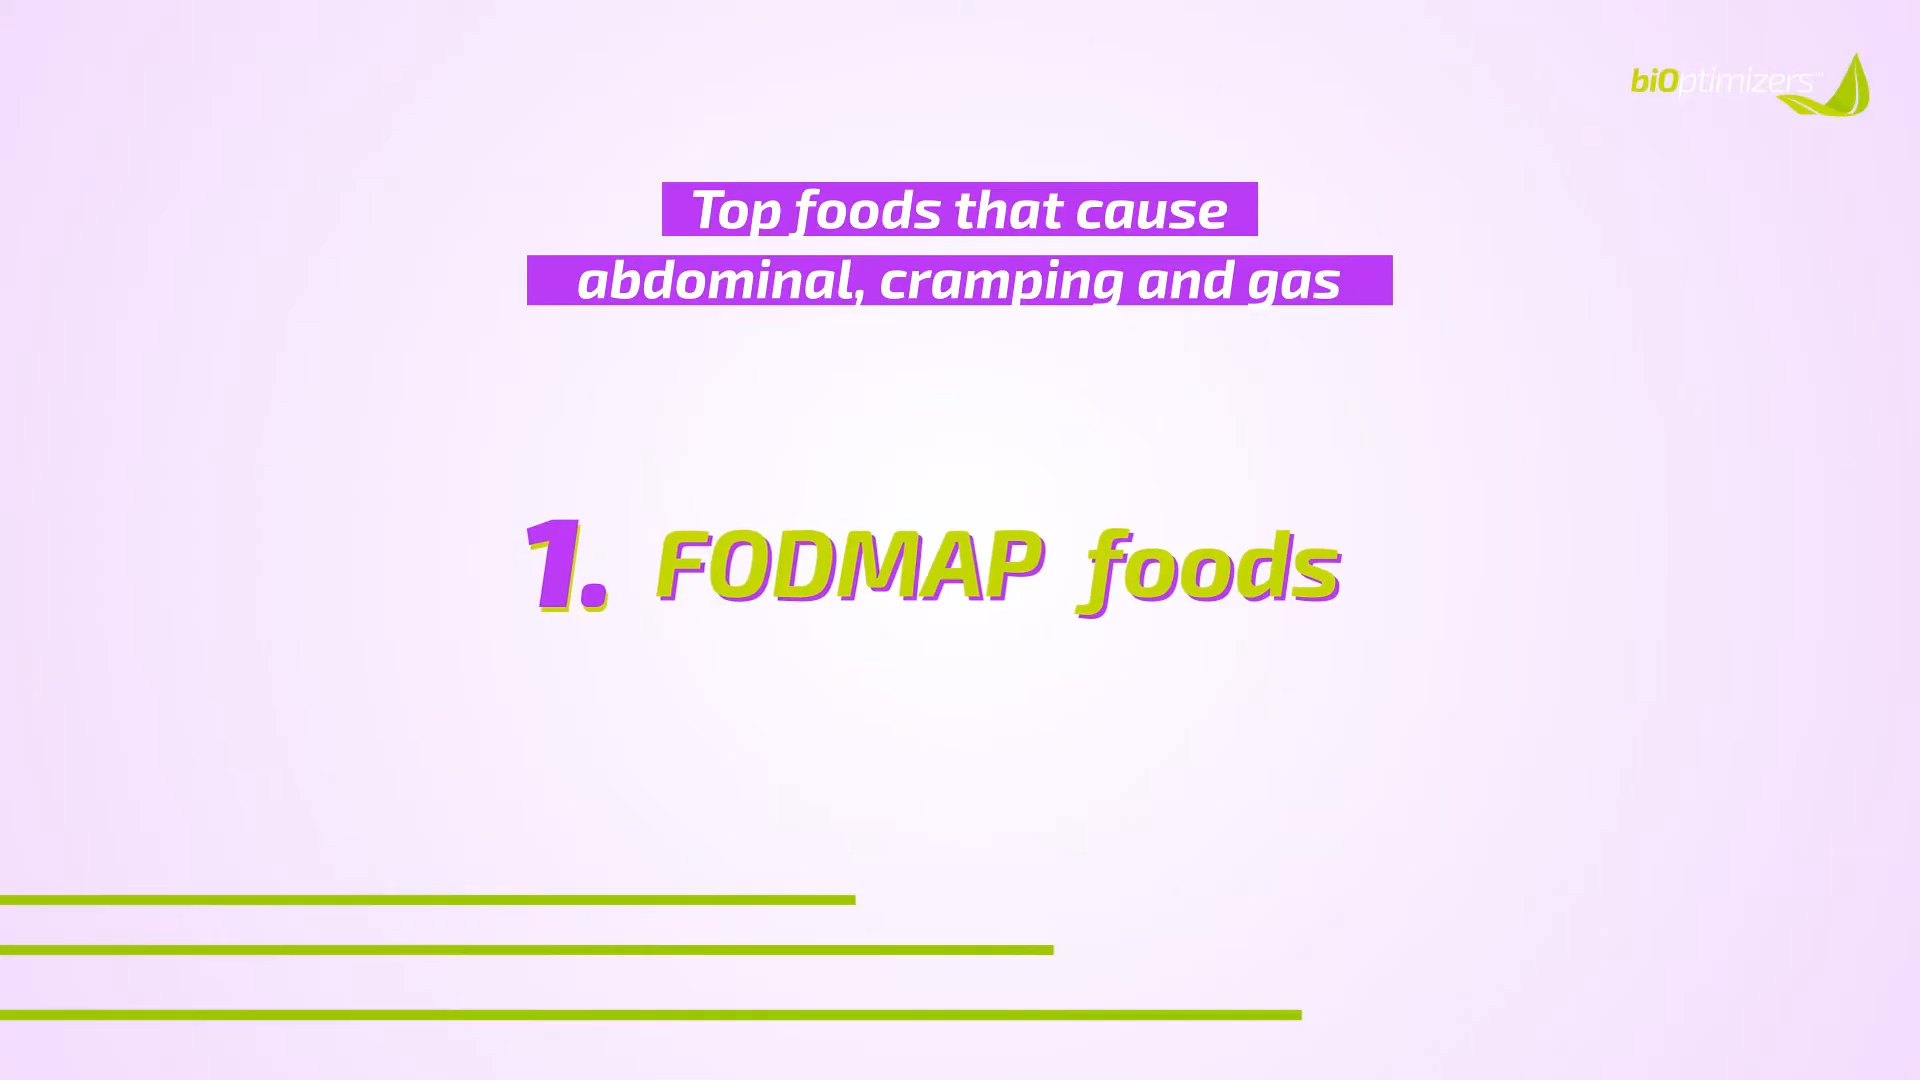 biOptimizers™
Top foods that cause
abdominal, cramping and gas
1. FODMAP foods